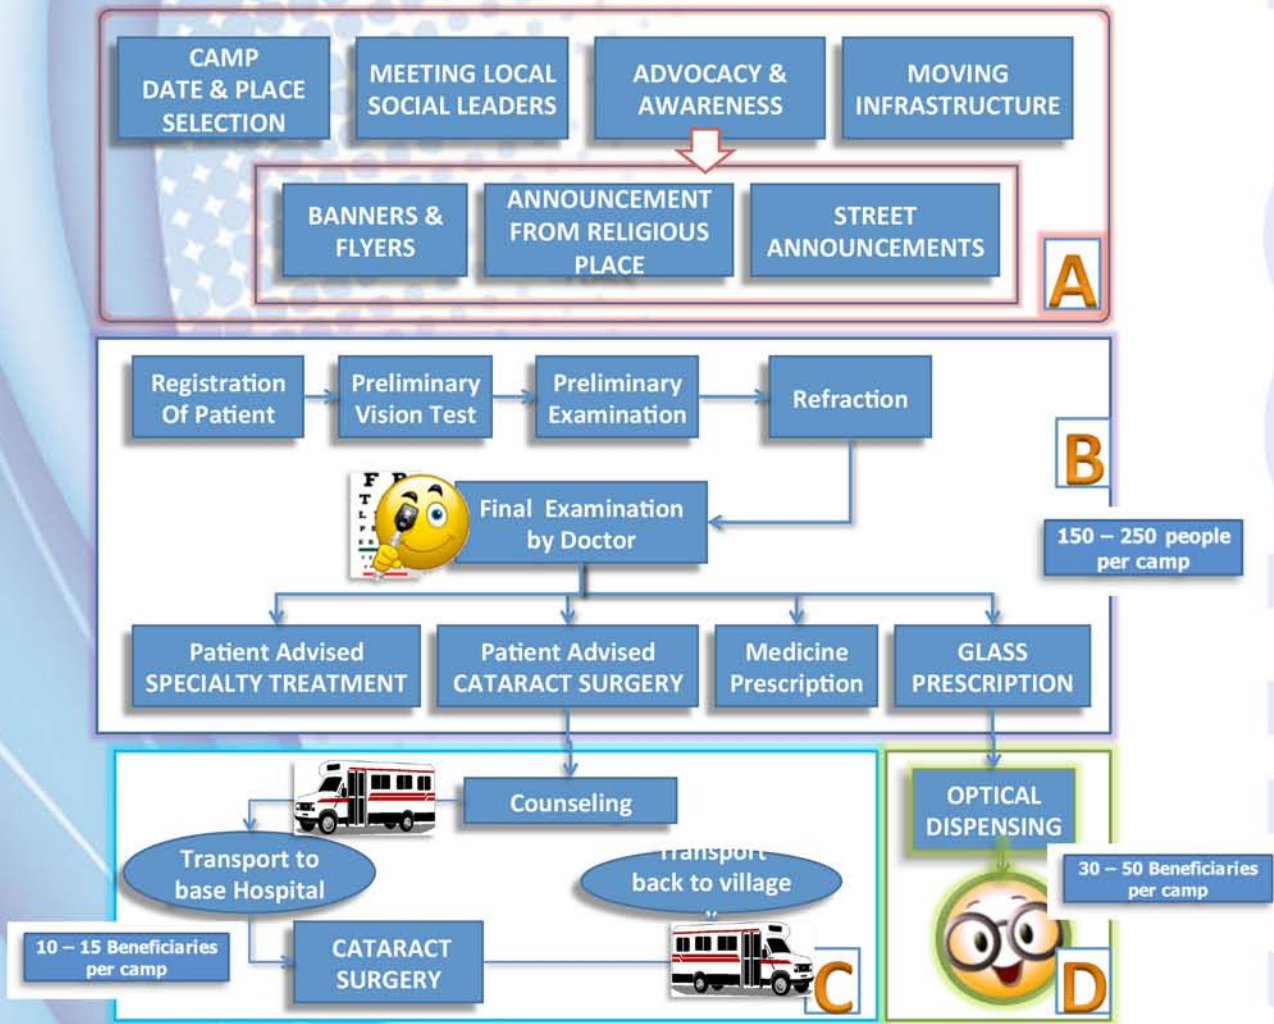 CAMP
DATE & PLACE
SELECTION
MEETING LOCAL
SOCIAL LEADERS
ADVOCACY &
AWARENESS
MOVING
INFRASTRUCTURE
BANNERS &
FLYERS
ANNOUNCEMENT
FROM RELIGIOUS
PLACE
STREET
ANNOUNCEMENTS
A
Registration
Of Patient
Preliminary
Vision Test
Preliminary
Examination
Refraction
B
Final Examination
by Doctor
150 – 250 people
per camp
Patient Advised
SPECIALTY TREATMENT
Patient Advised
CATARACT SURGERY
Medicine
Prescription
GLASS
PRESCRIPTION
Counseling
OPTICAL
DISPENSING
Transport to
base Hospital
Transport
back to village
30 – 50 Beneficiaries
per camp
10 – 15 Beneficiaries
per camp
CATARACT
SURGERY
C
D